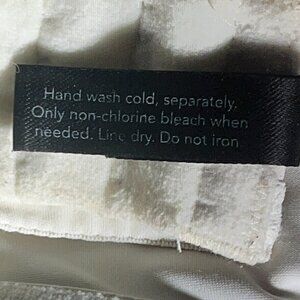 Hand wash cold, separately.
Only non-chlorine bleach when
needed. Line dry. Do not iron